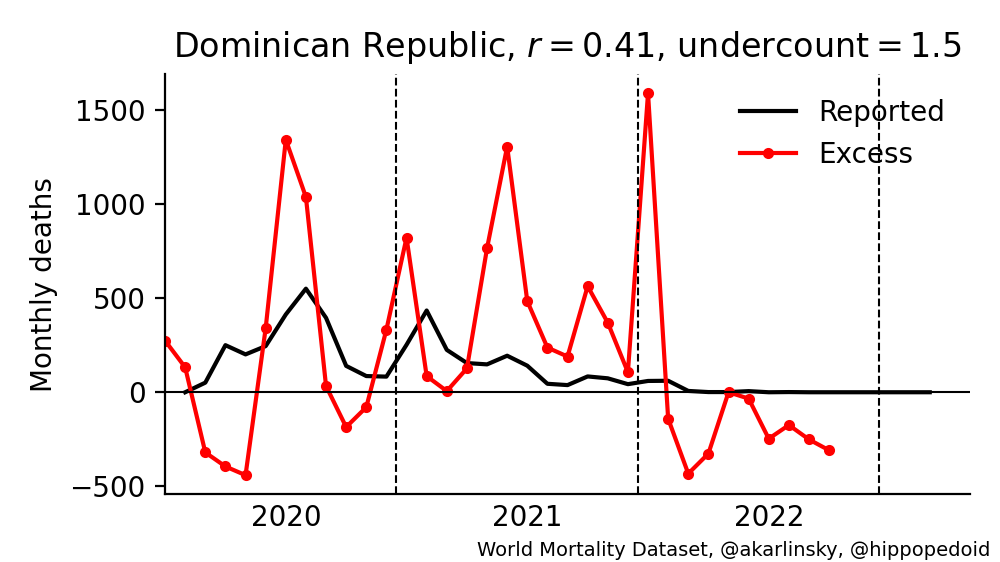 Dominican Republic, r = 0.41, undercount = 1.5
Monthly deaths
1500
1000
500
0
−500
Reported
Excess
2020 2021 2022
World Mortality Dataset, @akarlinsky, @hippopedoid